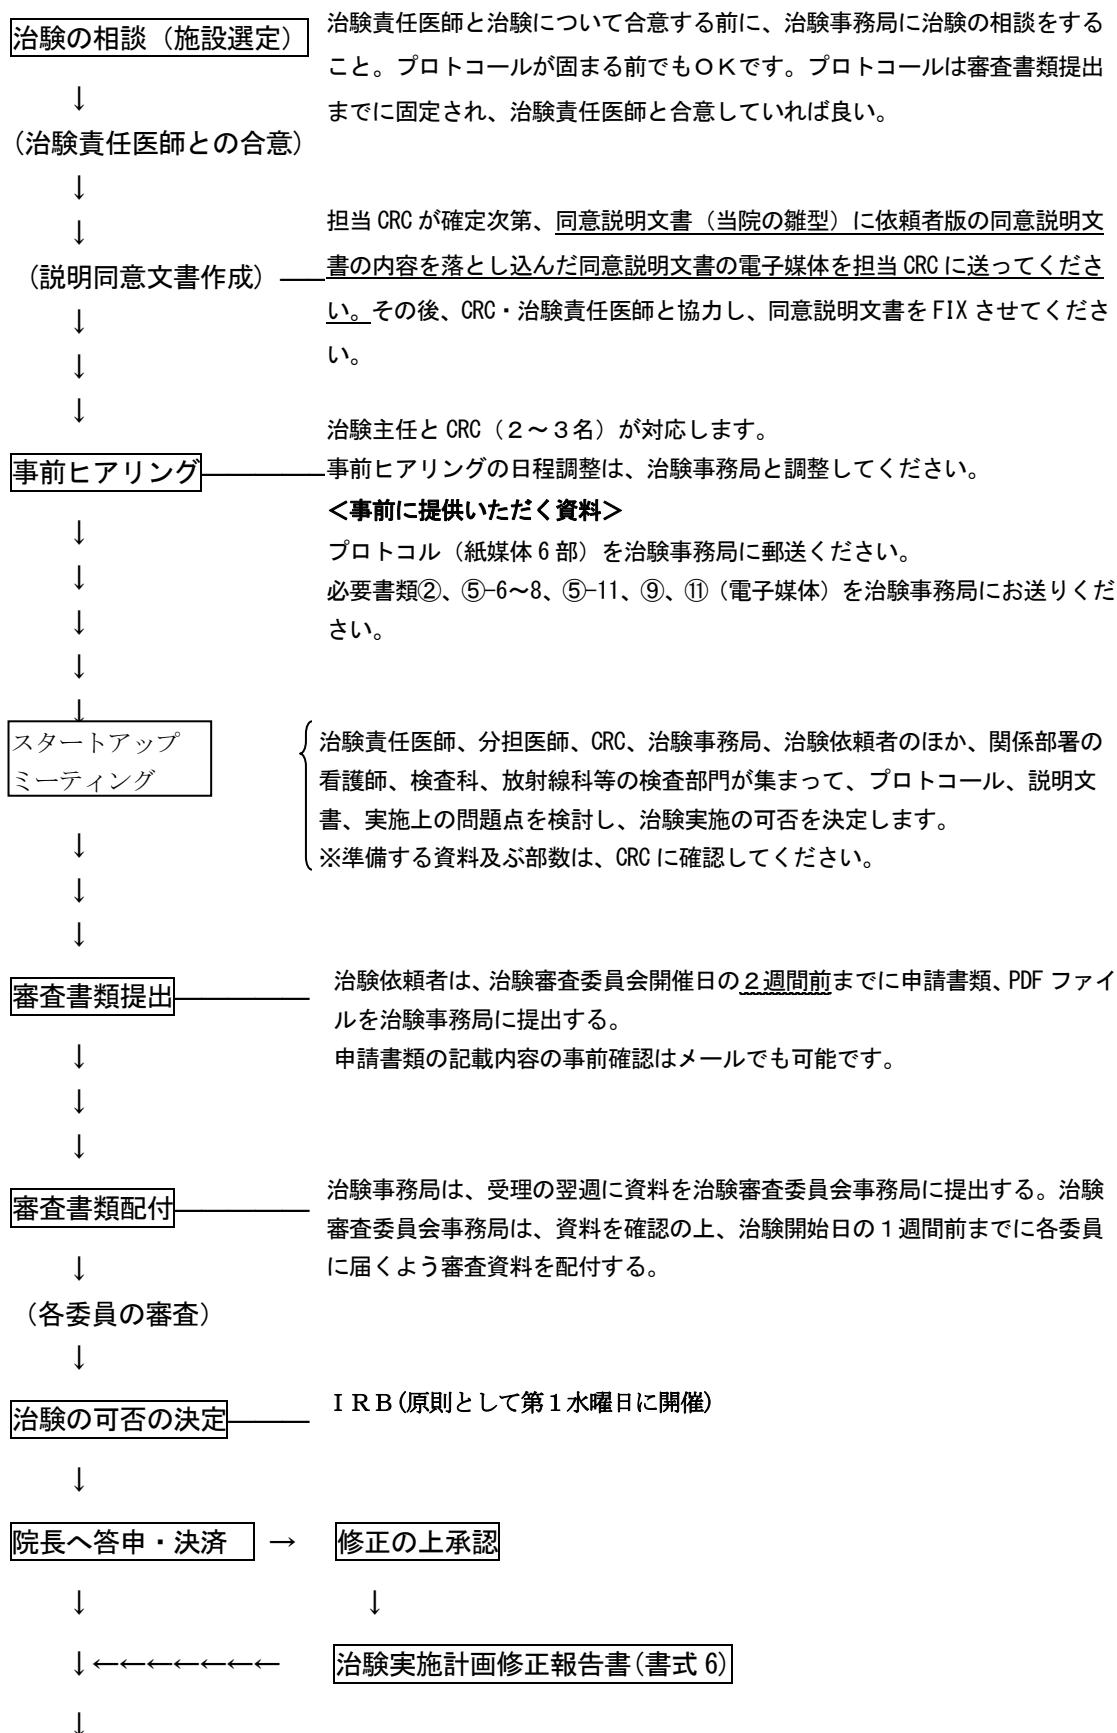 治験の相談（施設選定）
治験責任医師と治験について合意する前に、治験事務局に治験の相談をする
こと。プロトコールが固まる前でもＯＫです。プロトコールは審査書類提出
までに固定され、治験責任医師と合意していれば良い。
↓
（治験責任医師との合意）
↓
↓
（説明同意文書作成）
担当 CRC が確定次第、同意説明文書（当院の雛型）に依頼者版の同意説明文
書の内容を落とし込んだ同意説明文書の電子媒体を担当 CRC に送ってくださ
い。その後、CRC・治験責任医師と協力し、同意説明文書を FIX させてくださ
い。
↓
↓
↓
事前ヒアリング
治験主任と CRC（２～３名）が対応します。
事前ヒアリングの日程調整は、治験事務局と調整してください。
＜事前に提供いただく資料＞
プロトコル（紙媒体 6 部）を治験事務局に郵送ください。
必要書類②、⑤-6～8、⑤-11、⑨、⑪（電子媒体）を治験事務局にお送りくだ
さい。
↓
↓
↓
↓
↓
スタートアップ
ミーティング
治験責任医師、分担医師、CRC、治験事務局、治験依頼者のほか、関係部署の
看護師、検査科、放射線科等の検査部門が集まって、プロトコール、説明文
書、実施上の問題点を検討し、治験実施の可否を決定します。
※準備する資料及ぶ部数は、CRC に確認してください。
↓
↓
↓
審査書類提出
治験依頼者は、治験審査委員会開催日の２週間前までに申請書類、PDF ファイ
ルを治験事務局に提出する。
申請書類の記載内容の事前確認はメールでも可能です。
↓
↓
↓
審査書類配付
治験事務局は、受理の翌週に資料を治験審査委員会事務局に提出する。治験
審査委員会事務局は、資料を確認の上、治験開始日の１週間前までに各委員
に届くよう審査資料を配付する。
↓
（各委員の審査）
↓
治験の可否の決定
ＩＲＢ(原則として第１水曜日に開催)
↓
院長へ答申・決済 → 修正の上承認
↓ ↓
↓←←←←←←← 治験実施計画修正報告書(書式 6)
↓